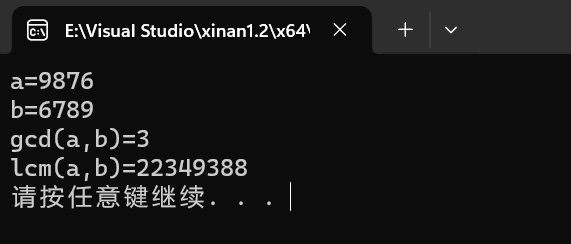 E:\Visual Studio\xinan1.2\x64\
a=9876
b=6789
gcd(a,b)=3
lcm(a,b)=22349388
请按任意键继续. . .